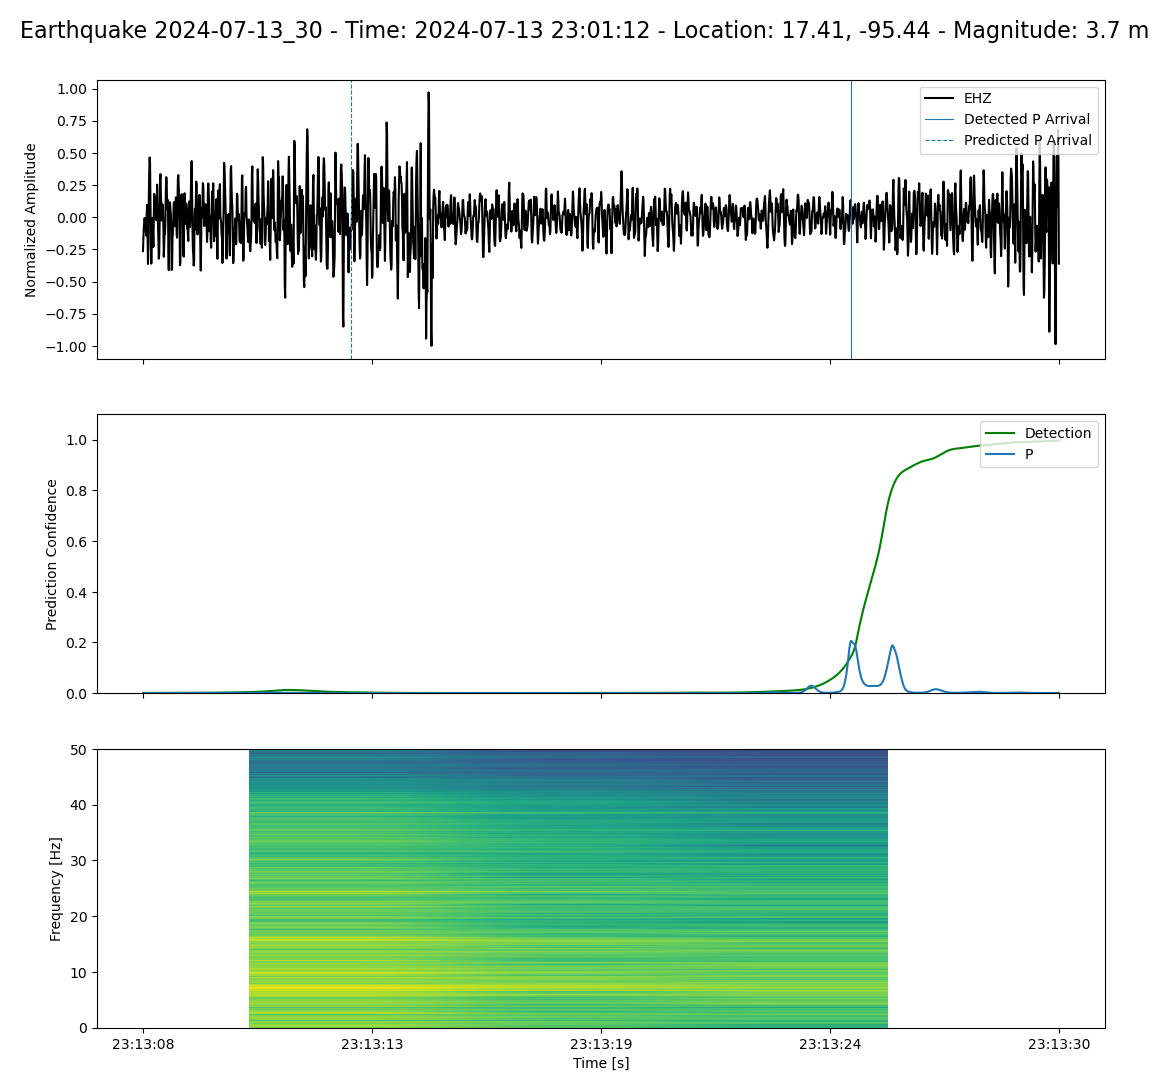 Earthquake 2024-07-13_30 - Time: 2024-07-13 23:01:12 - Location: 17.41, -95.44 - Magnitude: 3.7 m
1.00
0.75
0.50
0.25
0.00
−0.25
−0.50
−0.75
−1.00
Normalized Amplitude
EHZ
Detected P Arrival
Predicted P Arrival
1.0
0.8
0.6
0.4
0.2
0.0
Prediction Confidence
Detection
P
50
40
30
20
10
0
Frequency [Hz]
23:13:08 23:13:13 23:13:19 23:13:24 23:13:30
Time [s]